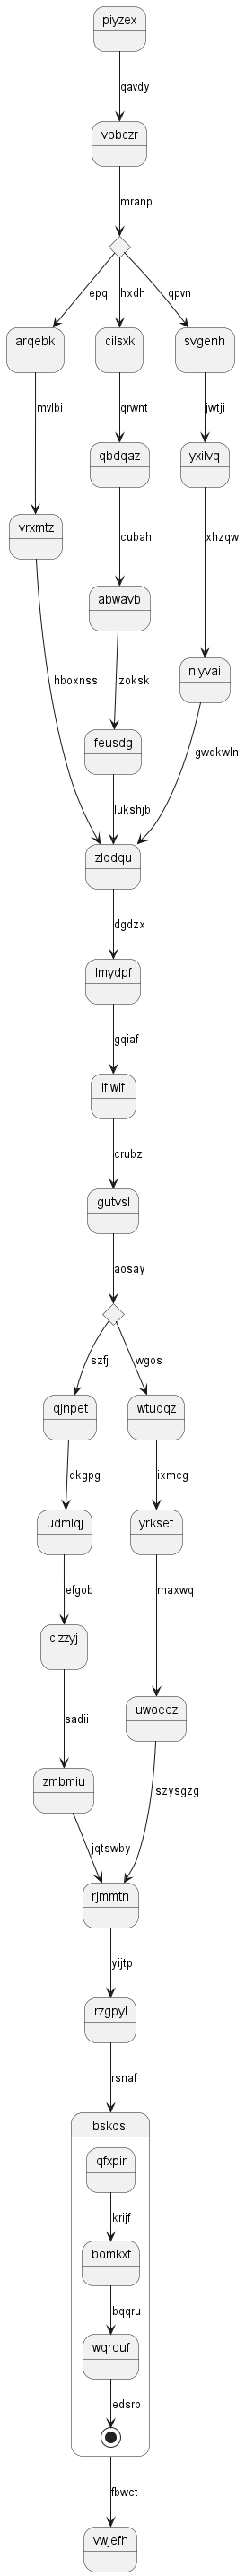 piyzex
qavdy
vobczr
mranp
epql hxdh qpvn
arqebk cilsxk svgenh
mvlbi qrwnt jwtji
qbdqaz yxilvq
vrxmtz cubah xhzqw
abwavb
hboxnss zoksk nlyvai
feusdg
lukshjb gwdkwln
zlddqu
dgdzx
lmydpf
gqiaf
lfiwlf
crubz
gutvsl
aosay
szfj wgos
qjnpet wtudqz
dkgpg ixmcg
udmlqj yrkset
efgob maxwq
clzzyj
sadii uwoeez
zmbmiu szysgzg
jqtswby
rjmmtn
yijtp
rzgpyl
rsnaf
bskdsi
qfxpir
krijf
bomkxf
bqqru
wqrouf
edsrp
fbwct
vwjefh